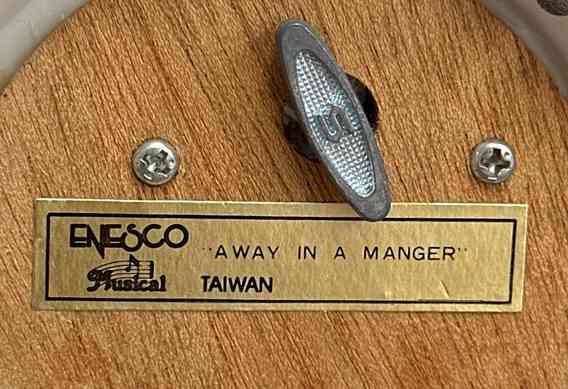 S
ENESCO "AWAY IN A MANGER"
Musical TAIWAN